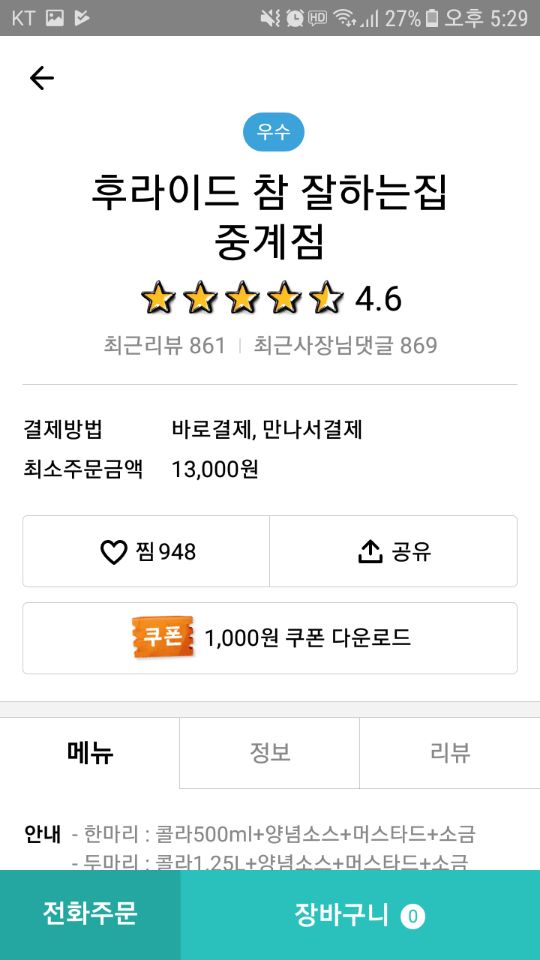 KT HD 27% 오후 5:29
우수
후라이드 참 잘하는집
중계점
4.6
최근리뷰 861 | 최근사장님댓글 869
결제방법 바로결제, 만나서결제
최소주문금액 13,000원
찜 948 공유
쿠폰 1,000원 쿠폰 다운로드
메뉴 정보 리뷰
안내 - 한마리 : 콜라500ml+양념소스+머스타드+소금
- 두마리 : 콜라1.25L+양념소스+머스타드+소금
전화주문 장바구니 0